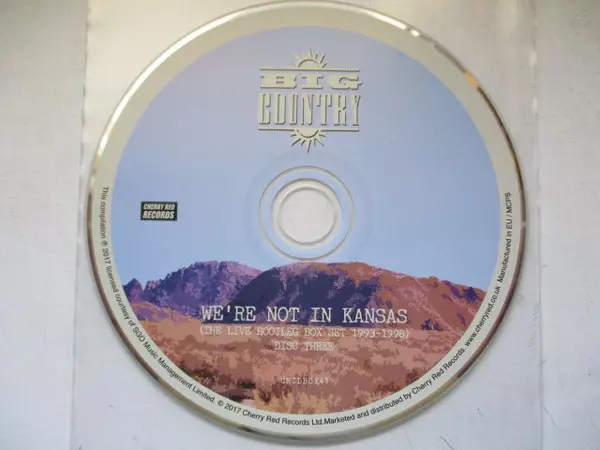 BIG
COUNTRY
CHERRY RED
RECORDS
WE'RE NOT IN KANSAS
(THE LIVE BOOTLEG BOX SET 1993-1998)
DISC THREE
CRCDBOX41
This compilation ℗ 2017 licensed courtesy of SGO Music Management Limited. © 2017 Cherry Red Records Ltd.Marketed and distributed by Cherry Red Records. www.cherryred.co.uk Manufactured in EU / MCPS